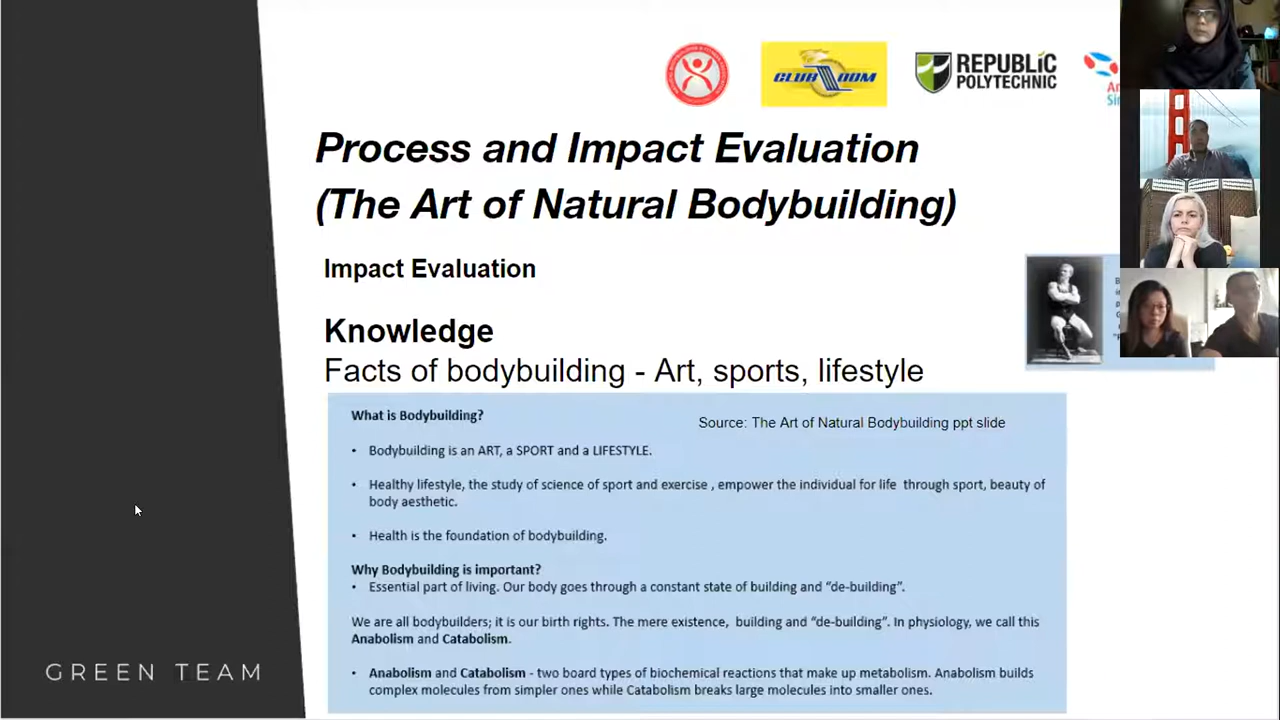 CLUB OOM
REPUBLIC
POLYTECHNIC
Process and Impact Evaluation
(The Art of Natural Bodybuilding)
Impact Evaluation
Knowledge
Facts of bodybuilding - Art, sports, lifestyle
What is Bodybuilding?
Source: The Art of Natural Bodybuilding ppt slide
• Bodybuilding is an ART, a SPORT and a LIFESTYLE.
• Healthy lifestyle, the study of science of sport and exercise , empower the individual for life through sport, beauty of
body aesthetic.
• Health is the foundation of bodybuilding.
Why Bodybuilding is important?
• Essential part of living. Our body goes through a constant state of building and “de-building”.
We are all bodybuilders; it is our birth rights. The mere existence, building and “de-building”. In physiology, we call this
Anabolism and Catabolism.
• Anabolism and Catabolism - two board types of biochemical reactions that make up metabolism. Anabolism builds
complex molecules from simpler ones while Catabolism breaks large molecules into smaller ones.
GREEN TEAM